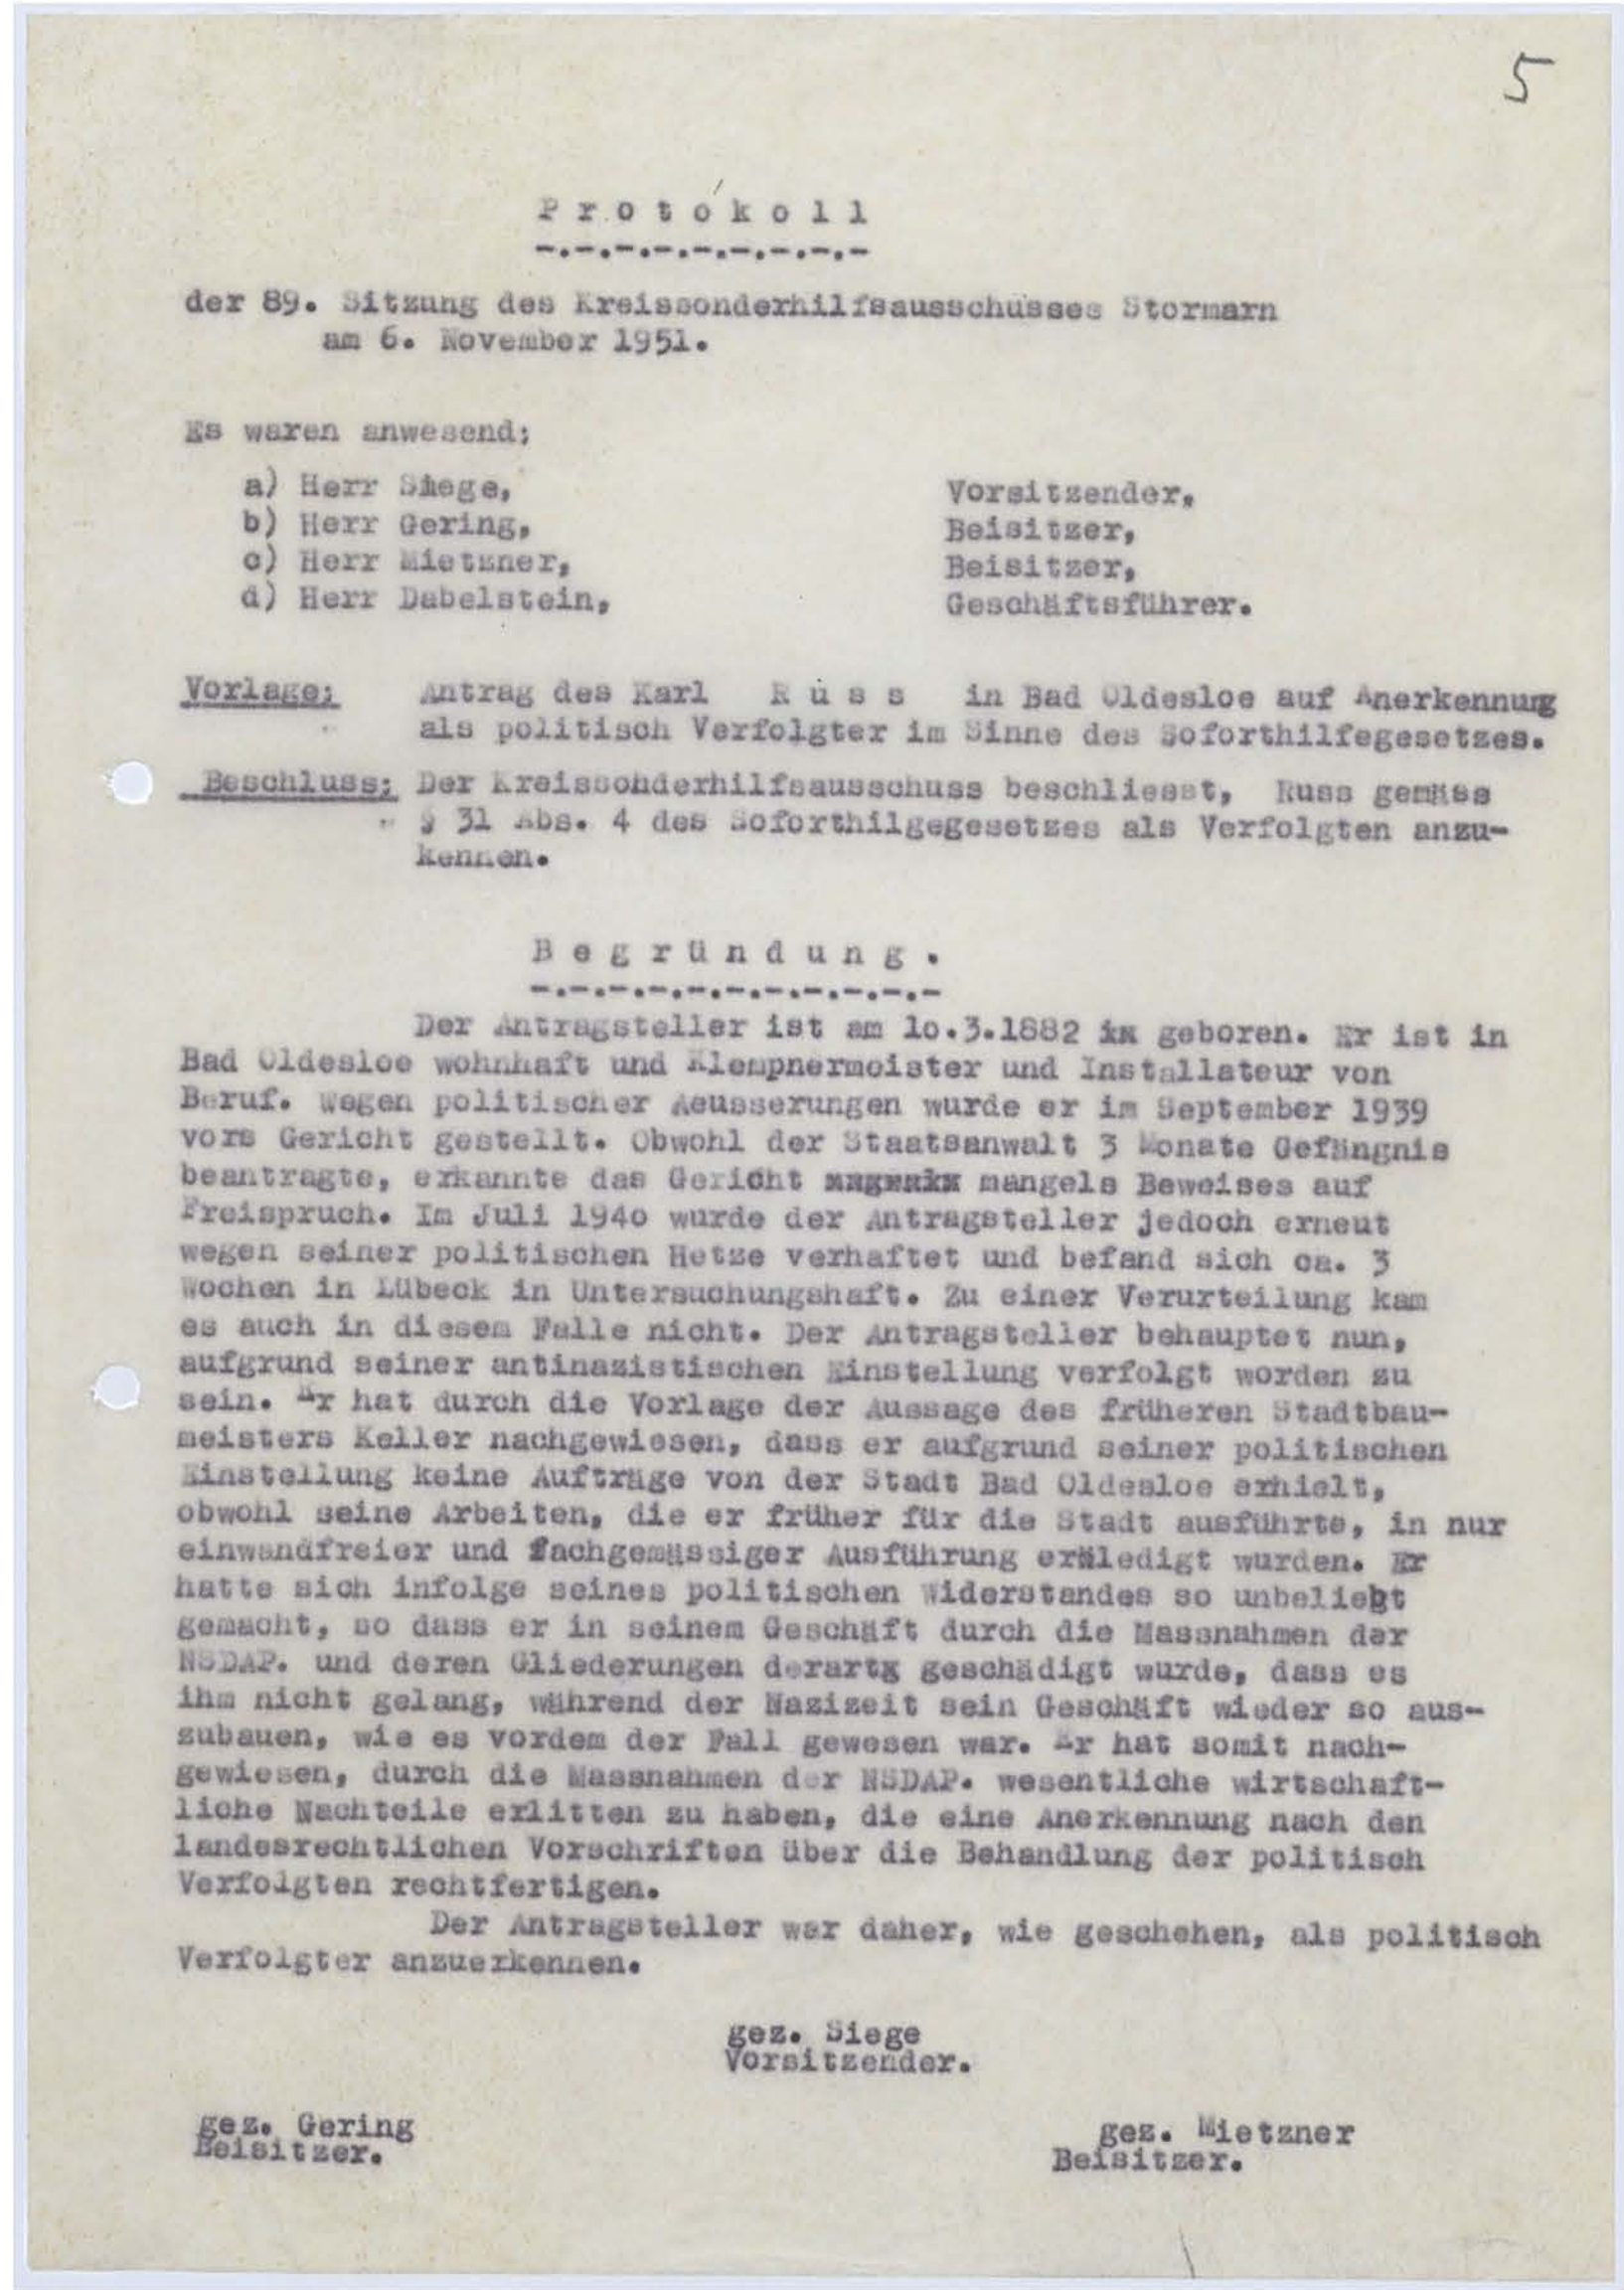 5
P r o t o k o l l
-.-.-.-.-.-.-.-.-
der 89. Sitzung des Kreissonderhilfsausschusses Stormarn
am 6. November 1951.
Es waren anwesend:
a) Herr Siege, Vorsitzender,
b) Herr Gering, Beisitzer,
c) Herr Mietzner, Beisitzer,
d) Herr Dabelstein, Geschäftsführer.
Vorlage: Antrag des Karl R u s s in Bad Oldesloe auf Anerkennung
als politisch Verfolgter im Sinne des Soforthilfegesetzes.
Beschluss: Der Kreissonderhilfsausschuss beschliesst, Russ gemäss
§ 31 Abs. 4 des Soforthilgegesetzes als Verfolgten anzu-
kennen.
B e g r ü n d u n g .
-.-.-.-.-.-.-.-.-.-.-
Der Antragsteller ist am 1o.3.1882 geboren. Er ist in
Bad Oldesloe wohnhaft und Klempnermeister und Installateur von
Beruf. Wegen politischer Aeusserungen wurde er im September 1939
vors Gericht gestellt. Obwohl der Staatsanwalt 3 Monate Gefängnis
beantragte, erkannte das Gericht mangels Beweises auf
Freispruch. Im Juli 194o wurde der Antragsteller jedoch erneut
wegen seiner politischen Hetze verhaftet und befand sich ca. 3
Wochen in Lübeck in Untersuchungshaft. Zu einer Verurteilung kam
es auch in diesem Falle nicht. Der Antragsteller behauptet nun,
aufgrund seiner antinazistischen Einstellung verfolgt worden zu
sein. Er hat durch die Vorlage der Aussage des früheren Stadtbau-
meisters Keller nachgewiesen, dass er aufgrund seiner politischen
Einstellung keine Aufträge von der Stadt Bad Oldesloe erhielt,
obwohl seine Arbeiten, die er früher für die Stadt ausführte, in nur
einwandfreier und fachgemässiger Ausführung erledigt wurden. Er
hatte sich infolge seines politischen Widerstandes so unbeliebt
gemacht, so dass er in seinem Geschäft durch die Massnahmen der
NSDAP. und deren Gliederungen derart geschädigt wurde, dass es
ihm nicht gelang, während der Nazizeit sein Geschäft wieder so aus-
zubauen, wie es vordem der Fall gewesen war. Er hat somit nach-
gewiesen, durch die Massnahmen der NSDAP. wesentliche wirtschaft-
liche Nachteile erlitten zu haben, die eine Anerkennung nach den
landesrechtlichen Vorschriften über die Behandlung der politisch
Verfolgten rechtfertigen.
Der Antragsteller war daher, wie geschehen, als politisch
Verfolgter anzuerkennen.
gez. Siege
Vorsitzender.
gez. Gering gez. Mietzner
Beisitzer. Beisitzer.